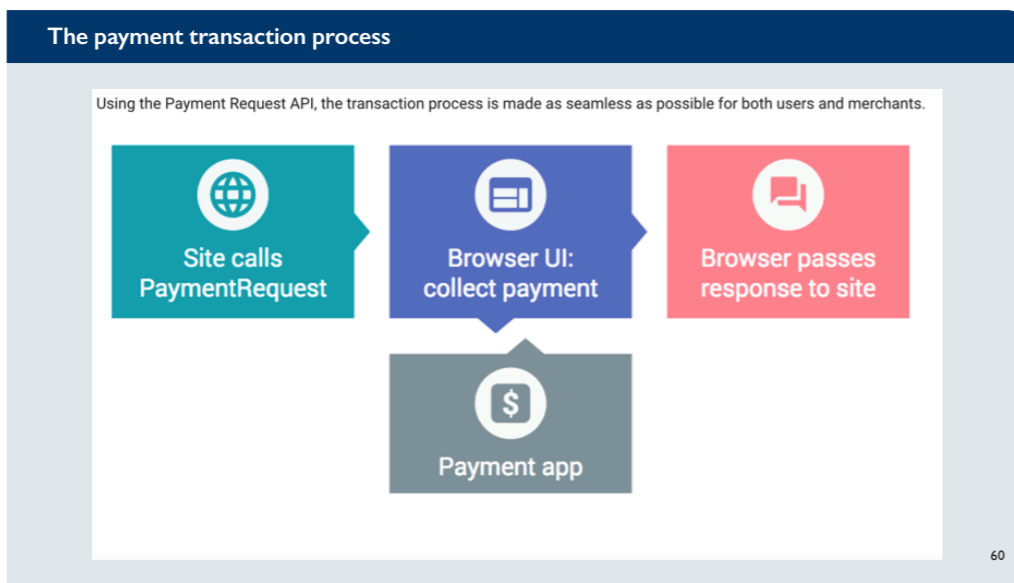 The payment transaction process
Using the Payment Request API, the transaction process is made as seamless as possible for both users and merchants.
Site calls
PaymentRequest
Browser UI:
collect payment
Browser passes
response to site
$
Payment app
60